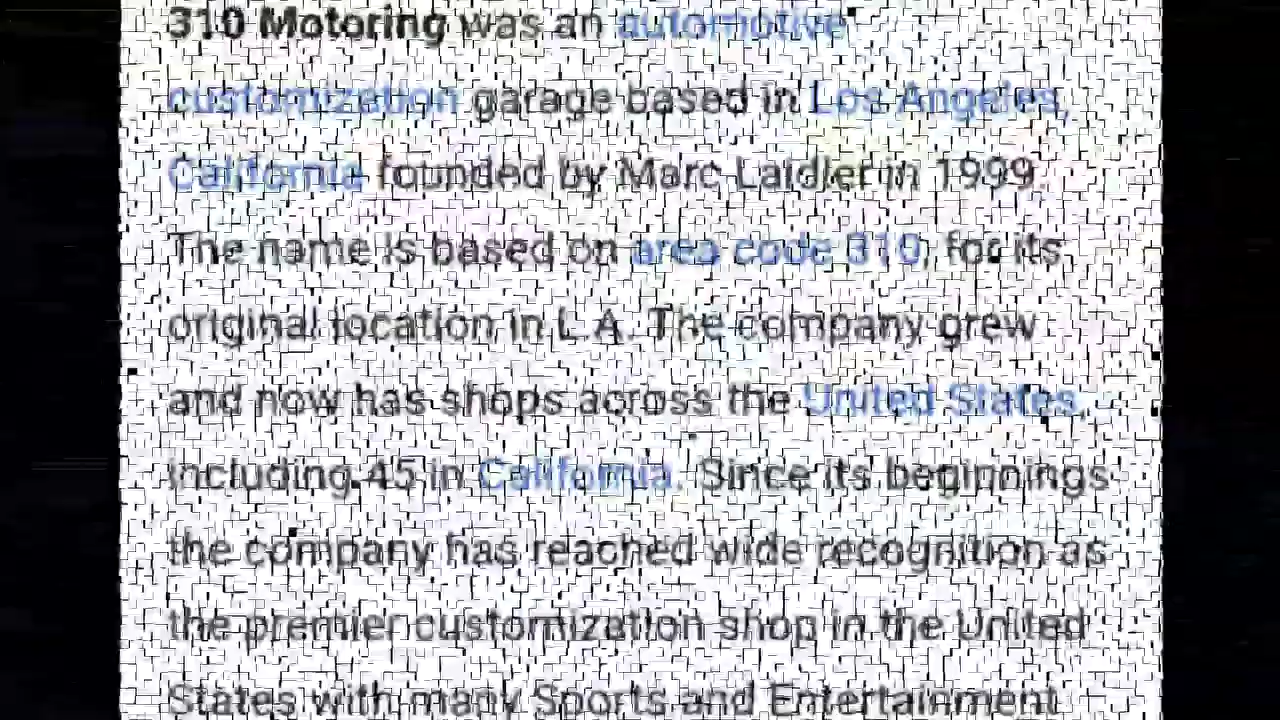 310 Motoring was an automotive
customization garage based in Los Angeles,
California founded by Marc Laidler in 1999.
The name is based on area code 310, for its
original location in L.A. The company grew
and now has shops across the United States,
including 45 in California. Since its beginnings
the company has reached wide recognition as
the premier customization shop in the United
States with many Sports and Entertainment